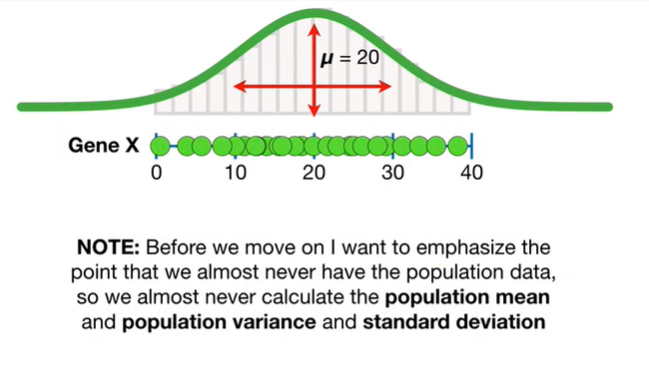 μ = 20
Gene X
0 10 20 30 40
NOTE: Before we move on I want to emphasize the
point that we almost never have the population data,
so we almost never calculate the population mean
and population variance and standard deviation